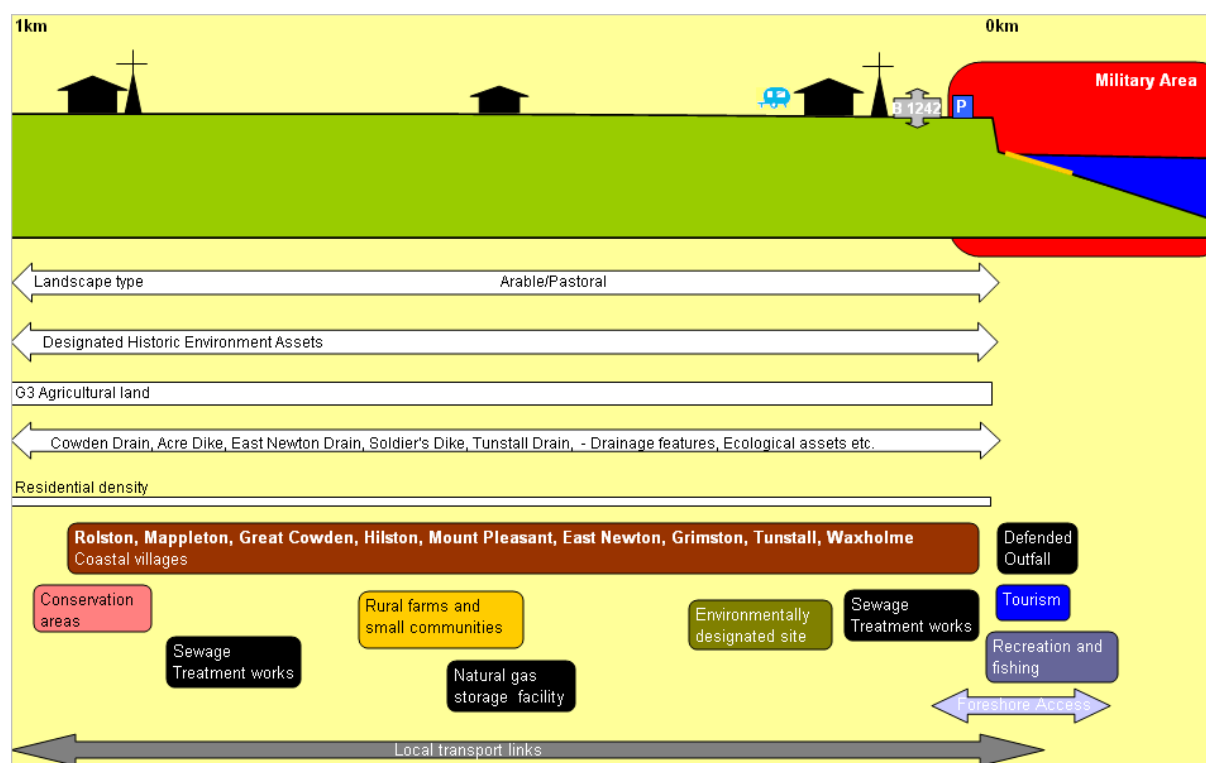 1km
0km
Military Area
B 1242
P
Landscape type
Arable/Pastoral
Designated Historic Environment Assets
G3 Agricultural land
Cowden Drain, Acre Dike, East Newton Drain, Soldier's Dike, Tunstall Drain, - Drainage features, Ecological assets etc.
Residential density
Rolston, Mappleton, Great Cowden, Hilston, Mount Pleasant, East Newton, Grimston, Tunstall, Waxholme
Coastal villages
Defended
Outfall
Conservation
areas
Rural farms and
small communities
Environmentally
designated site
Sewage
Treatment works
Tourism
Sewage
Treatment works
Natural gas
storage facility
Recreation and
fishing
Foreshore Access
Local transport links